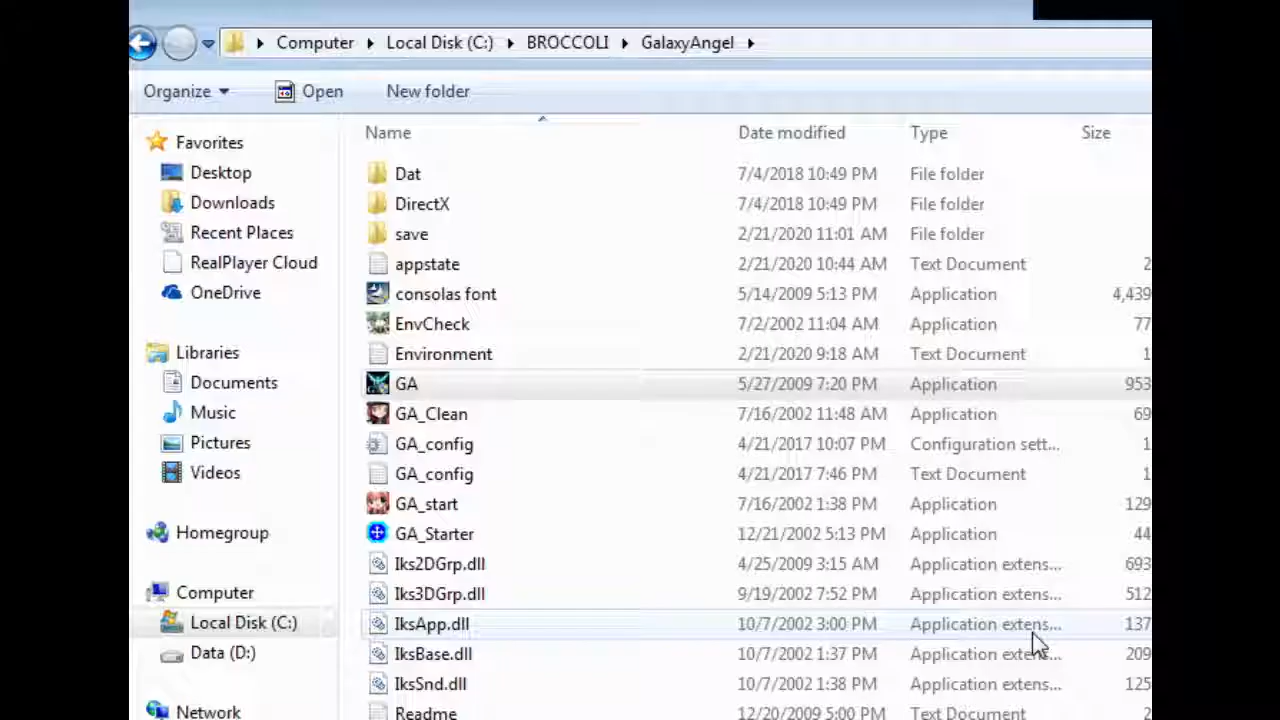 Computer Local Disk (C:) BROCCOLI GalaxyAngel
Organize Open New folder
Favorites
Desktop
Downloads
Recent Places
RealPlayer Cloud
OneDrive
Libraries
Documents
Music
Pictures
Videos
Homegroup
Computer
Local Disk (C:)
Data (D:)
Network
Name Date modified Type Size
Dat 7/4/2018 10:49 PM File folder
DirectX 7/4/2018 10:49 PM File folder
save 2/21/2020 11:01 AM File folder
appstate 2/21/2020 10:44 AM Text Document 2
consolas font 5/14/2009 5:13 PM Application 4,439
EnvCheck 7/2/2002 11:04 AM Application 77
Environment 2/21/2020 9:18 AM Text Document 1
GA 5/27/2009 7:20 PM Application 953
GA_Clean 7/16/2002 11:48 AM Application 69
GA_config 4/21/2017 10:07 PM Configuration sett... 1
GA_config 4/21/2017 7:46 PM Text Document 1
GA_start 7/16/2002 1:38 PM Application 129
GA_Starter 12/21/2002 5:13 PM Application 44
Iks2DGrp.dll 4/25/2009 3:15 AM Application extens... 693
Iks3DGrp.dll 9/19/2002 7:52 PM Application extens... 512
IksApp.dll 10/7/2002 3:00 PM Application extens... 137
IksBase.dll 10/7/2002 1:37 PM Application extens... 209
IksSnd.dll 10/7/2002 1:38 PM Application extens... 125
Readme 12/20/2009 5:00 PM Text Document 2